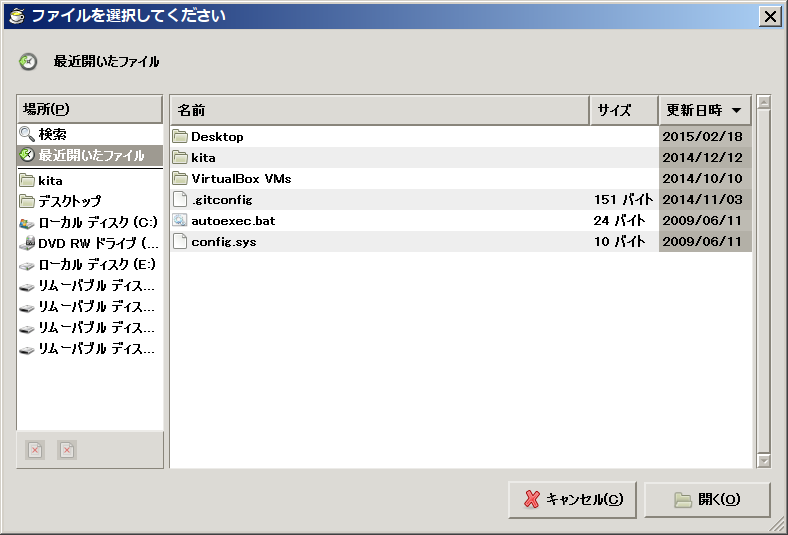 ファイルを選択してください
最近開いたファイル
場所(P)
検索
最近開いたファイル
kita
デスクトップ
ローカル ディスク (C:)
DVD RW ドライブ (...
ローカル ディスク (E:)
リムーバブル ディス...
リムーバブル ディス...
リムーバブル ディス...
リムーバブル ディス...
名前 サイズ 更新日時
Desktop 2015/02/18
kita 2014/12/12
VirtualBox VMs 2014/10/10
.gitconfig 151 バイト 2014/11/03
autoexec.bat 24 バイト 2009/06/11
config.sys 10 バイト 2009/06/11
キャンセル(C) 開く(O)